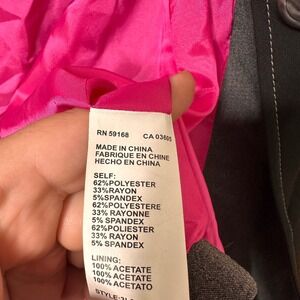 RN 59168 CA 03605
MADE IN CHINA
FABRIQUE EN CHINE
HECHO EN CHINA
SELF:
62%POLYESTER
33%RAYON
5%SPANDEX
62%POLYESTERE
33%RAYONNE
5% SPANDEX
62%POLIESTER
33% RAYON
5% SPANDEX
LINING:
100% ACETATE
100% ACETATE
100% ACETATO